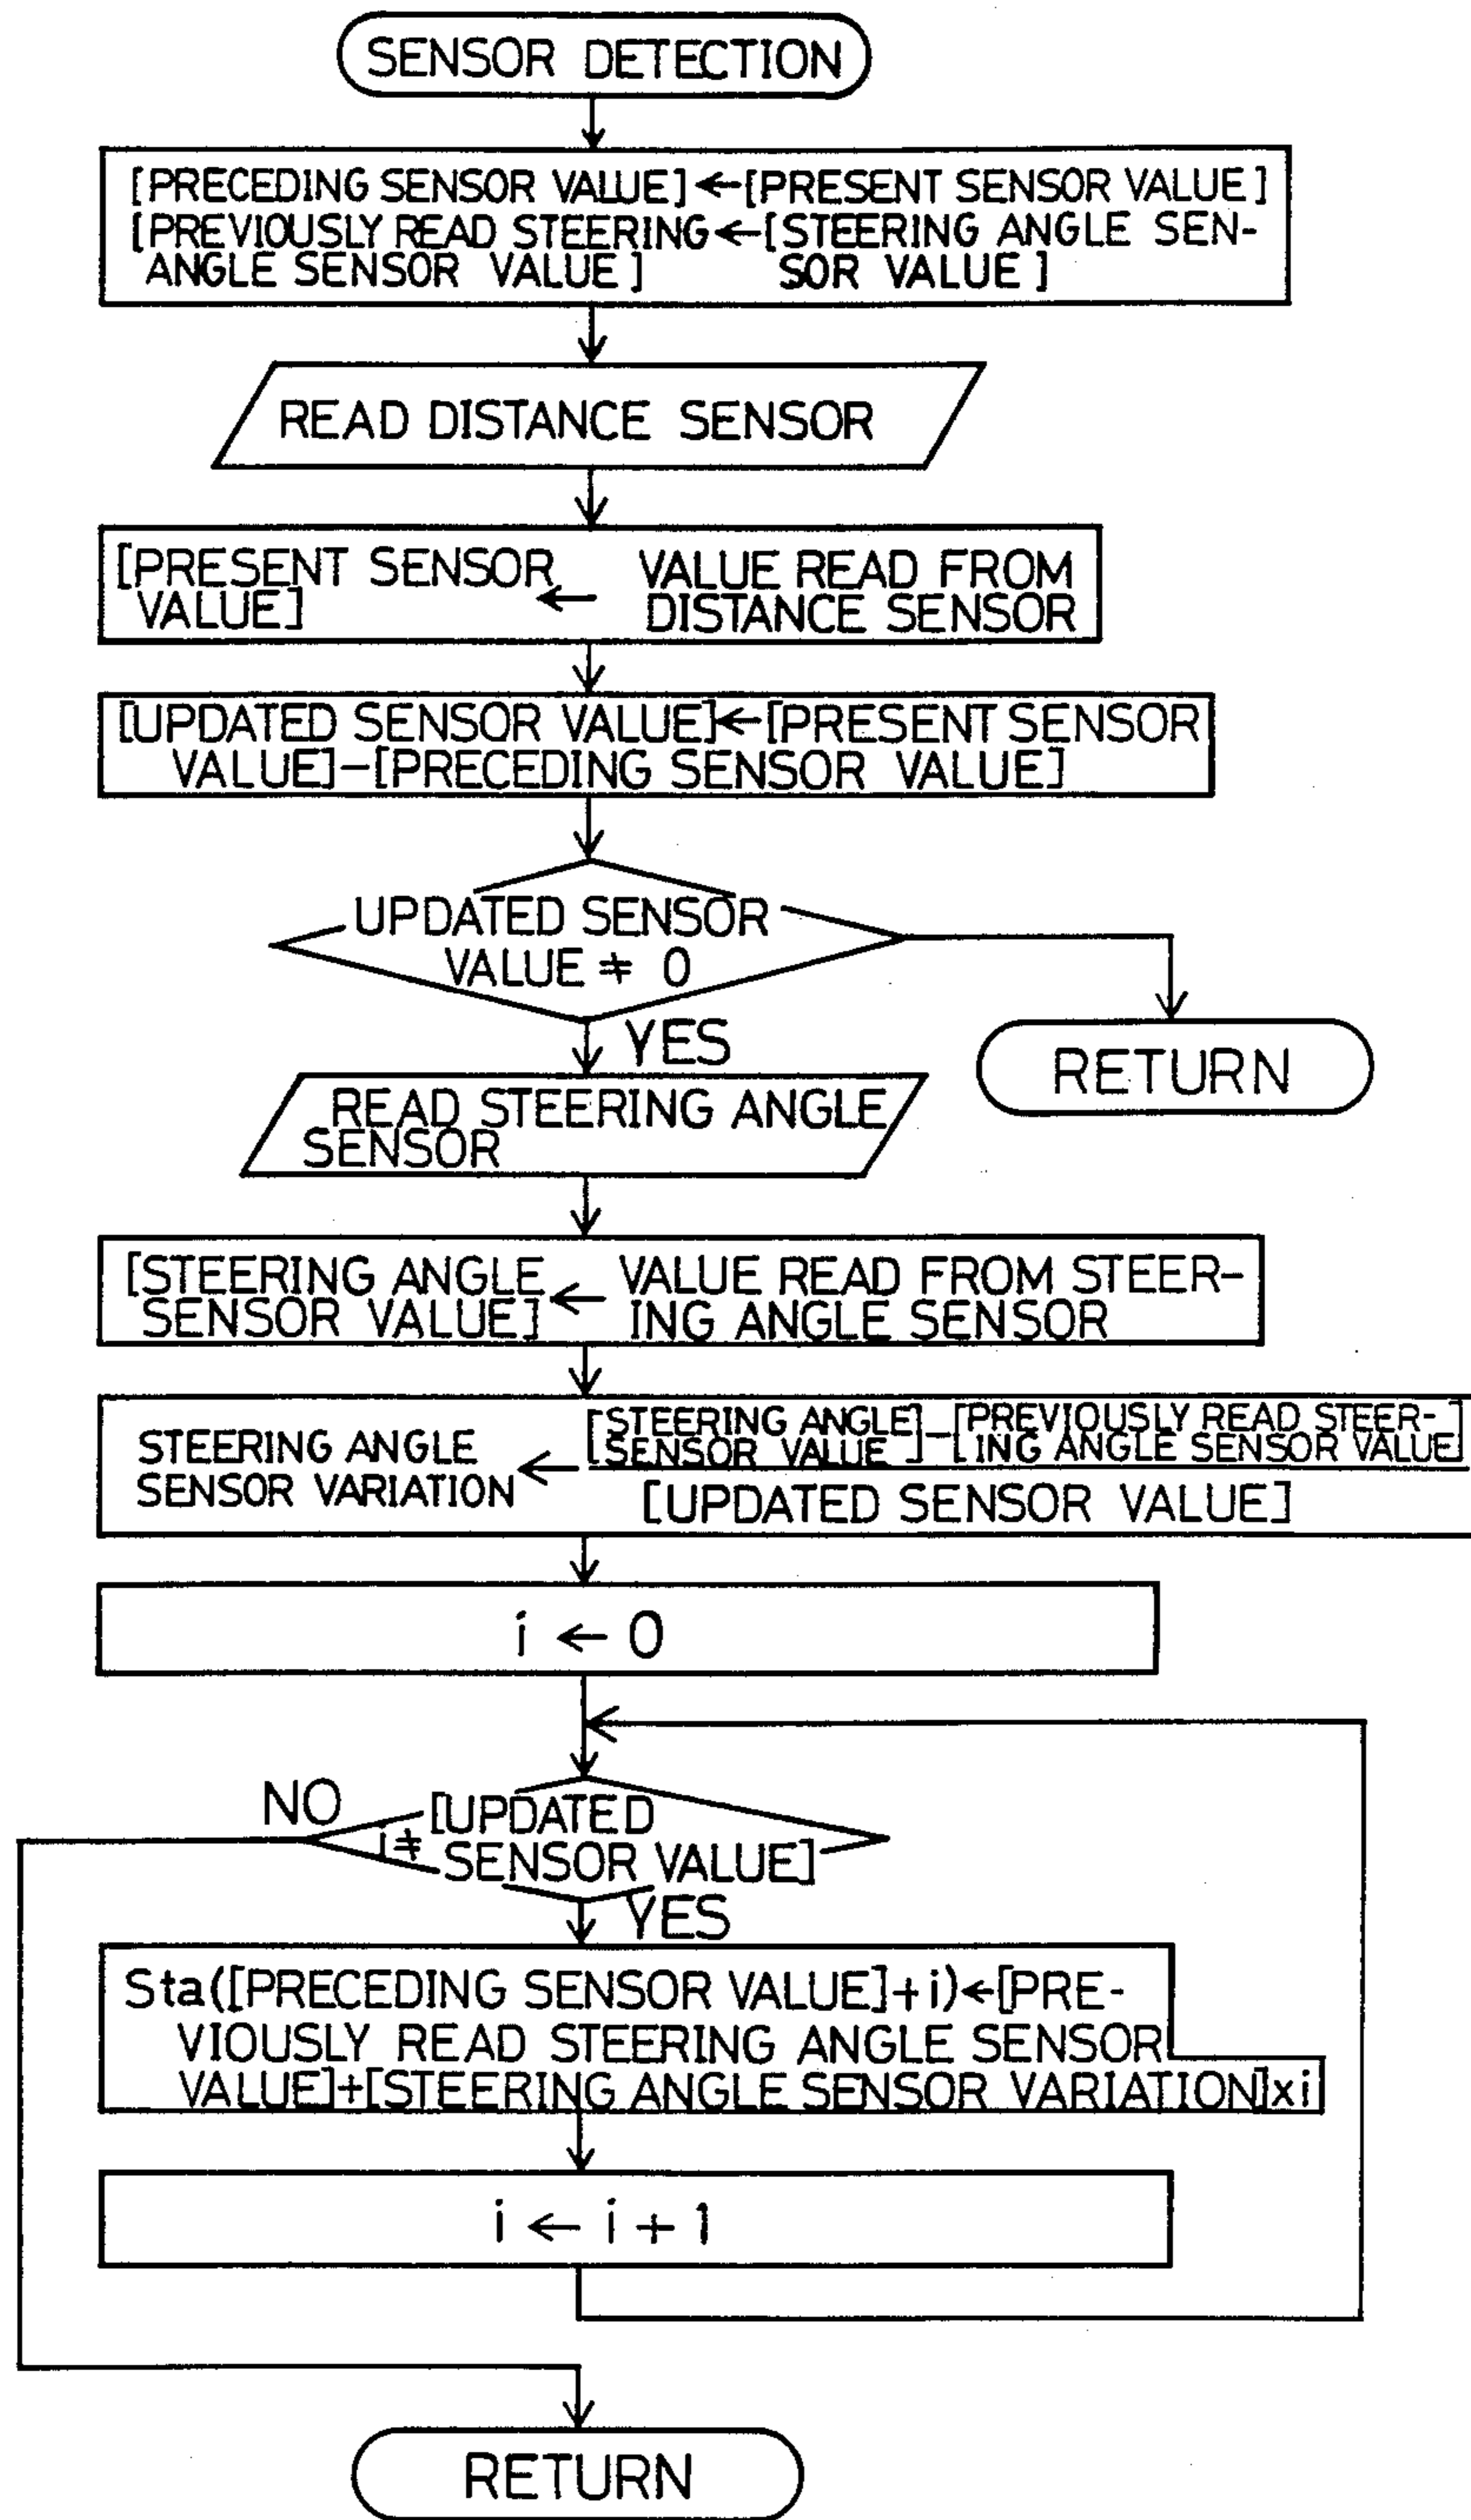 SENSOR DETECTION
[PRECEDING SENSOR VALUE]←[PRESENT SENSOR VALUE]
[PREVIOUSLY READ STEERING←[STEERING ANGLE SEN-
ANGLE SENSOR VALUE] SOR VALUE]
READ DISTANCE SENSOR
[PRESENT SENSOR ← VALUE READ FROM
VALUE] DISTANCE SENSOR
[UPDATED SENSOR VALUE]←[PRESENT SENSOR
VALUE]-[PRECEDING SENSOR VALUE]
UPDATED SENSOR
VALUE ≠ 0
YES
RETURN
READ STEERING ANGLE
SENSOR
[STEERING ANGLE ← VALUE READ FROM STEER-
SENSOR VALUE] ING ANGLE SENSOR
STEERING ANGLE
SENSOR VARIATION ←
[STEERING ANGLE]-[PREVIOUSLY READ STEER-]
[SENSOR VALUE] [ING ANGLE SENSOR VALUE]
[UPDATED SENSOR VALUE]
i ← 0
NO
i≠ [UPDATED
SENSOR VALUE]
YES
Sta([PRECEDING SENSOR VALUE]+i)←[PRE-
VIOUSLY READ STEERING ANGLE SENSOR
VALUE]+[STEERING ANGLE SENSOR VARIATION]xi
i ← i + 1
RETURN